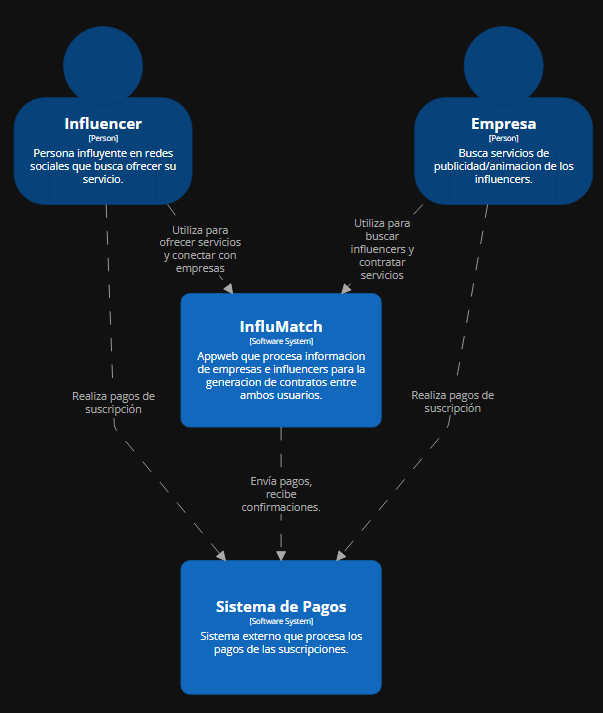 Influencer
[Person]
Persona influyente en redes
sociales que busca ofrecer su
servicio.
Empresa
[Person]
Busca servicios de
publicidad/animacion de los
influencers.
Utiliza para
ofrecer servicios
y conectar con
empresas
Utiliza para
buscar
influencers y
contratar
servicios
InfluMatch
[Software System]
Appweb que procesa informacion
de empresas e influencers para la
generacion de contratos entre
ambos usuarios.
Realiza pagos de
suscripción
Realiza pagos de
suscripción
Envía pagos,
recibe
confirmaciones.
Sistema de Pagos
[Software System]
Sistema externo que procesa los
pagos de las suscripciones.